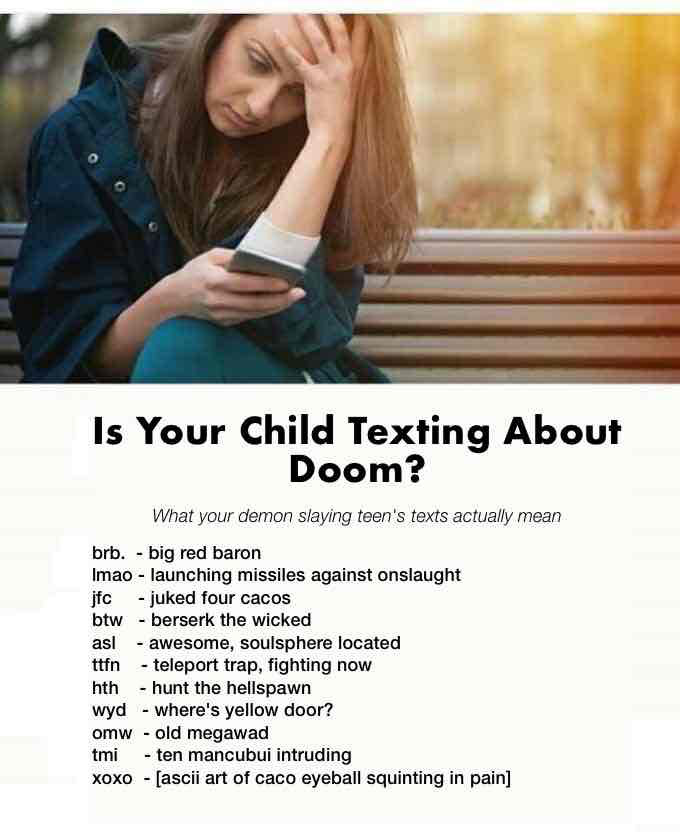 Is Your Child Texting About
Doom?
What your demon slaying teen's texts actually mean
brb. - big red baron
lmao - launching missiles against onslaught
jfc - juked four cacos
btw - berserk the wicked
asl - awesome, soulsphere located
ttfn - teleport trap, fighting now
hth - hunt the hellspawn
wyd - where's yellow door?
omw - old megawad
tmi - ten mancubui intruding
xoxo - [ascii art of caco eyeball squinting in pain]